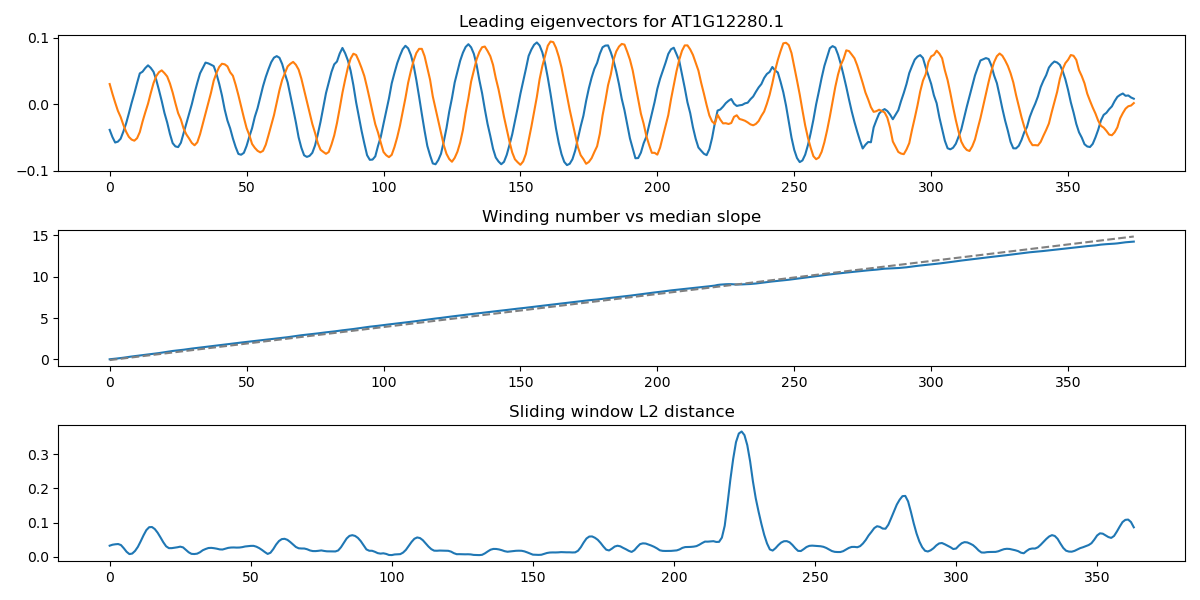 Leading eigenvectors for AT1G12280.1
0.1
0.0
−0.1
0 50 100 150 200 250 300 350
Winding number vs median slope
15
10
5
0
0 50 100 150 200 250 300 350
Sliding window L2 distance
0.3
0.2
0.1
0.0
0 50 100 150 200 250 300 350